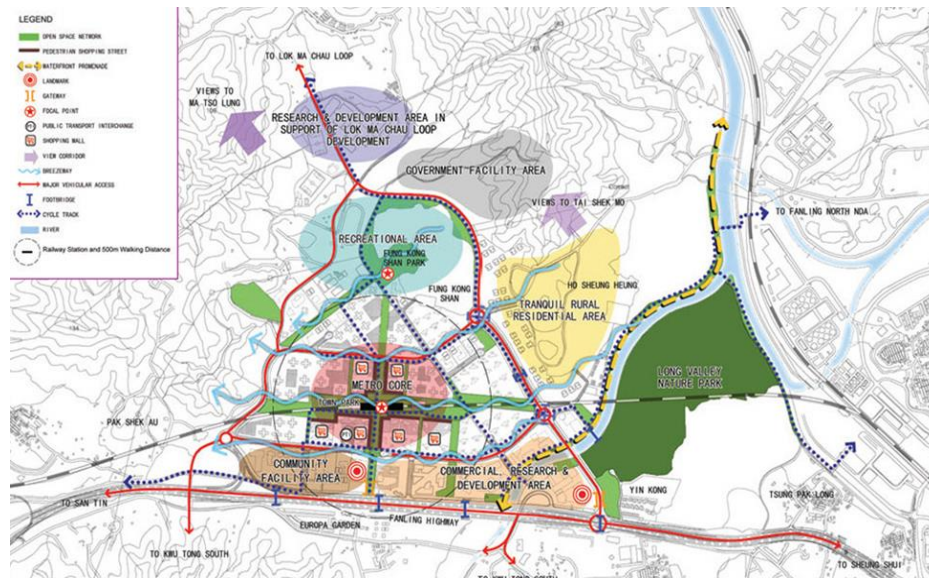 LEGEND
OPEN SPACE NETWORK
PEDESTRIAN SHOPPING STREET
WATERFRONT PROMENADE
LANDMARK
GATEWAY
FOCAL POINT
PUBLIC TRANSPORT INTERCHANGE
SHOPPING MALL
VIEW CORRIDOR
BREEZEWAY
MAJOR VEHICULAR ACCESS
FOOTBRIDGE
CYCLE TRACK
RIVER
Railway Station and 500m Walking Distance
TO LOK MA CHAU LOOP
VIEWS TO
MA TSO LUNG
RESEARCH & DEVELOPMENT AREA IN
SUPPORT OF LOK MA CHAU LOOP
DEVELOPMENT
GOVERNMENT FACILITY AREA
VIEWS TO TAI SHEK MO
TO FANLING NORTH NDA
RECREATIONAL AREA
FUNG KONG
SHAN PARK
FUNG KONG
SHAN
HO SHEUNG HEUNG
TRANQUIL RURAL
RESIDENTIAL AREA
LONG VALLEY
NATURE PARK
METRO CORE
TOWN PARK
PAK SHEK AU
COMMUNITY
FACILITY AREA
COMMERCIAL, RESEARCH &
DEVELOPMENT AREA
YIN KONG
TSUNG PAK LONG
TO SAN TIN
EUROPA GARDEN
FANLING HIGHWAY
TO KWU TONG SOUTH
TO KWU TONG SOUTH
TO SHEUNG SHUI